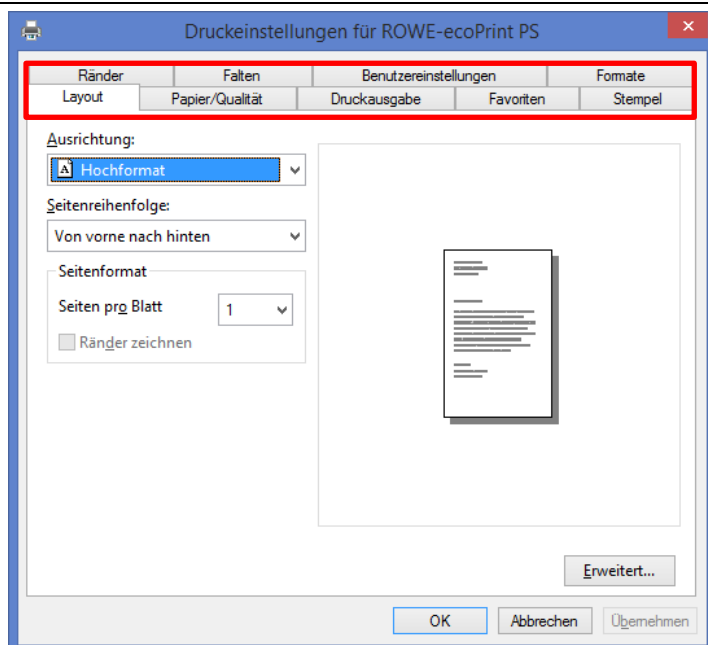 Druckeinstellungen für ROWE-ecoPrint PS
Ränder Falten Benutzereinstellungen Formate
Layout Papier/Qualität Druckausgabe Favoriten Stempel
Ausrichtung:
A Hochformat
Seitenreihenfolge:
Von vorne nach hinten
Seitenformat
Seiten pro Blatt 1
Ränder zeichnen
Erweitert...
OK Abbrechen Übernehmen